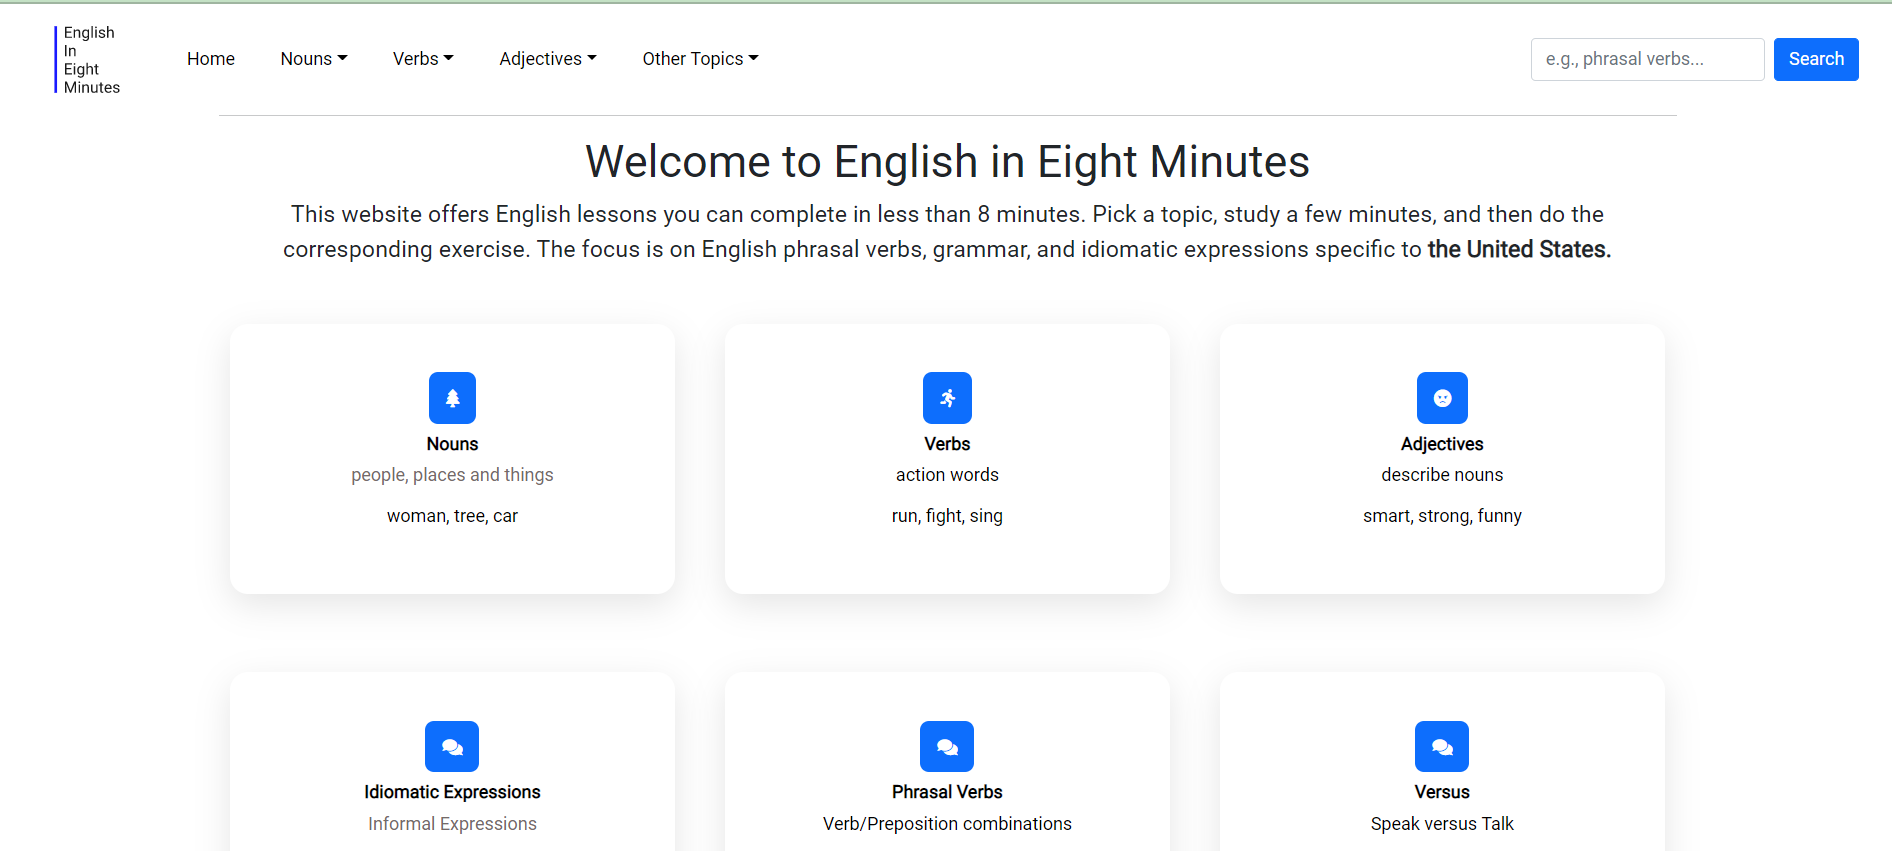 English
In
Eight
Minutes
Home
Nouns
Verbs
Adjectives
Other Topics
e.g., phrasal verbs...
Search
Welcome to English in Eight Minutes
This website offers English lessons you can complete in less than 8 minutes. Pick a topic, study a few minutes, and then do the
corresponding exercise. The focus is on English phrasal verbs, grammar, and idiomatic expressions specific to the United States.
Nouns
people, places and things
woman, tree, car
Verbs
action words
run, fight, sing
Adjectives
describe nouns
smart, strong, funny
Idiomatic Expressions
Informal Expressions
Phrasal Verbs
Verb/Preposition combinations
Versus
Speak versus Talk